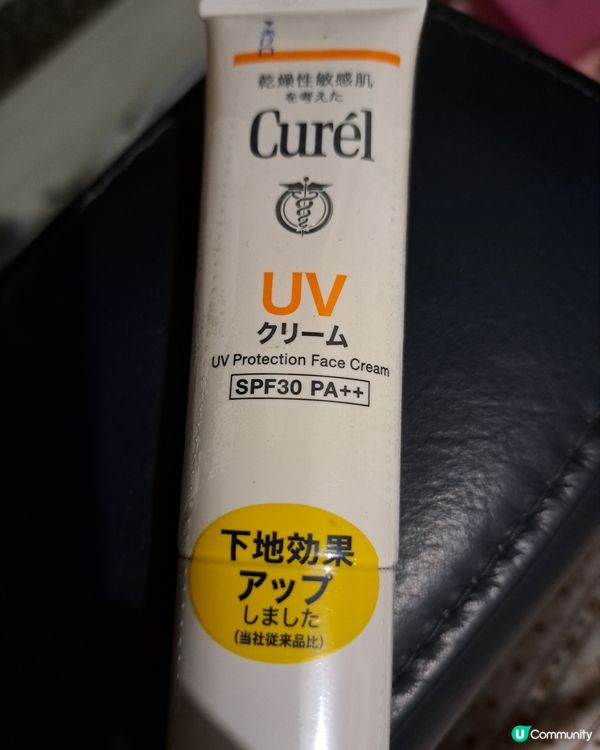 乾燥性敏感肌
を考えた
Curél
UV
クリーム
UV Protection Face Cream
SPF30 PA++
下地効果
アップ
しました
(当社従来品比)
U Community